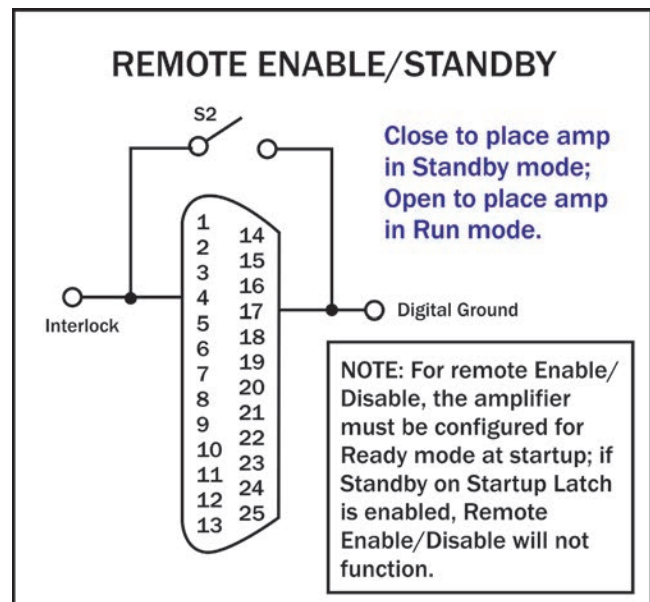 REMOTE ENABLE/STANDBY
S2
Close to place amp
in Standby mode;
Open to place amp
in Run mode.
1
2
3
4
5
6
7
8
9
10
11
12
13
14
15
16
17
18
19
20
21
22
23
24
25
Interlock
Digital Ground
NOTE: For remote Enable/
Disable, the amplifier
must be configured for
Ready mode at startup; if
Standby on Startup Latch
is enabled, Remote
Enable/Disable will not
function.